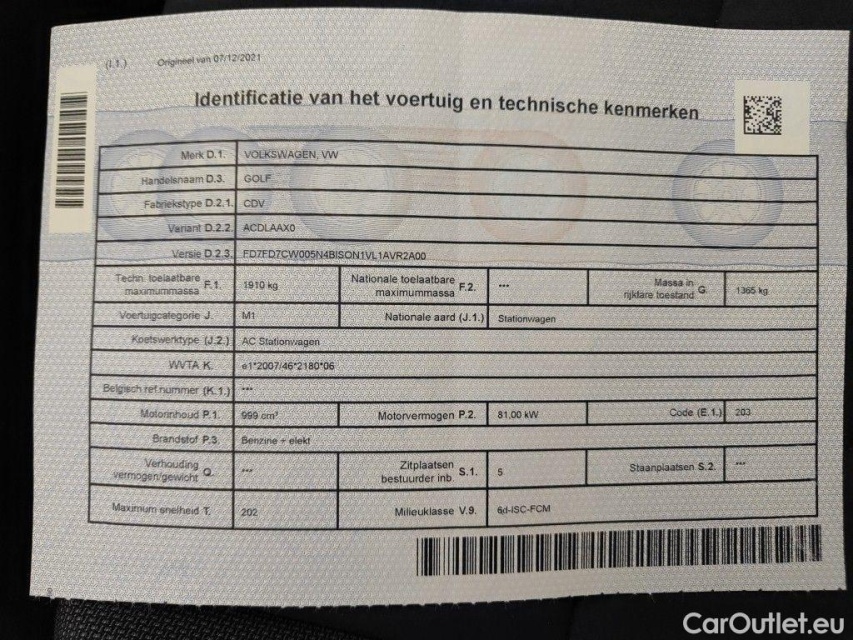 (I.1.) Origineel van 07/12/2021
Identificatie van het voertuig en technische kenmerken
Merk D.1. VOLKSWAGEN, VW
Handelsnaam D.3. GOLF
Fabriekstype D.2.1. CDV
Variant D.2.2. ACDLAAX0
Versie D.2.3. FD7FD7CW005N4BISON1VL1AVR2A00
Techn. toelaatbare maximummassa F.1. 1910 kg Nationale toelaatbare maximummassa F.2. *** Massa in rijklare toestand G. 1365 kg
Voertuigcategorie J. M1 Nationale aard (J.1.) Stationwagen
Koetswerktype (J.2.) AC Stationwagen
WVTA K. e1*2007/46*2180*06
Belgisch ref.nummer (K.1.) ***
Motorinhoud P.1. 999 cm³ Motorvermogen P.2. 81,00 kW Code (E.1.) 203
Brandstof P.3. Benzine + elekt
Verhouding vermogen/gewicht Q. *** Zitplaatsen bestuurder inb. S.1. 5 Staanplaatsen S.2. ***
Maximum snelheid T. 202 Milieuklasse V.9. 6d-ISC-FCM
CarOutlet.eu